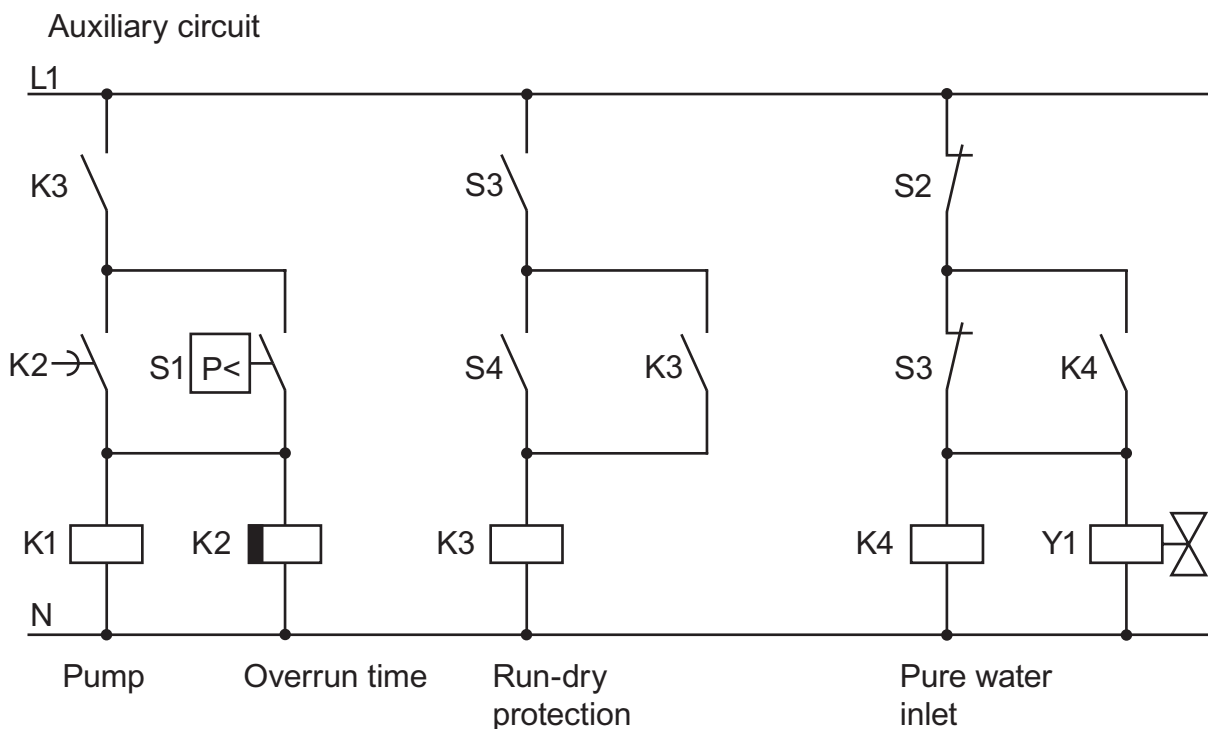 Auxiliary circuit
L1
K3
S3
S2
K2
S1
P<
S4
K3
S3
K4
K1
K2
K3
K4
Y1
N
Pump
Overrun time
Run-dry
protection
Pure water
inlet